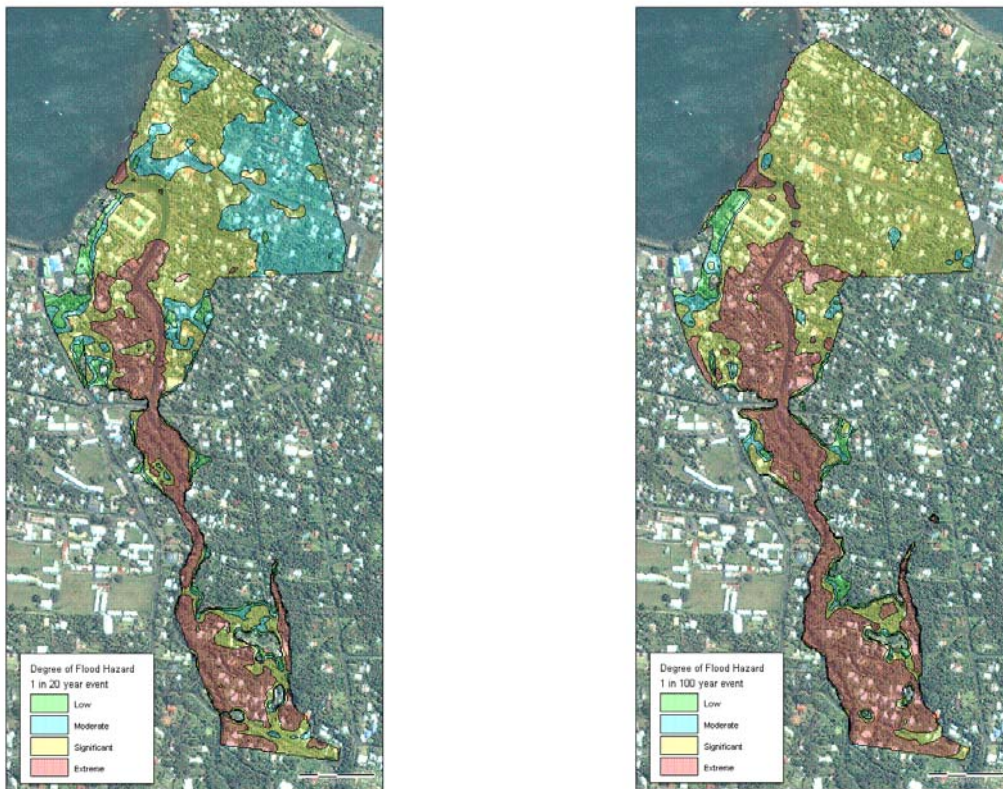 Degree of Flood Hazard
1 in 20 year event
Low
Moderate
Significant
Extreme
Degree of Flood Hazard
1 in 100 year event
Low
Moderate
Significant
Extreme